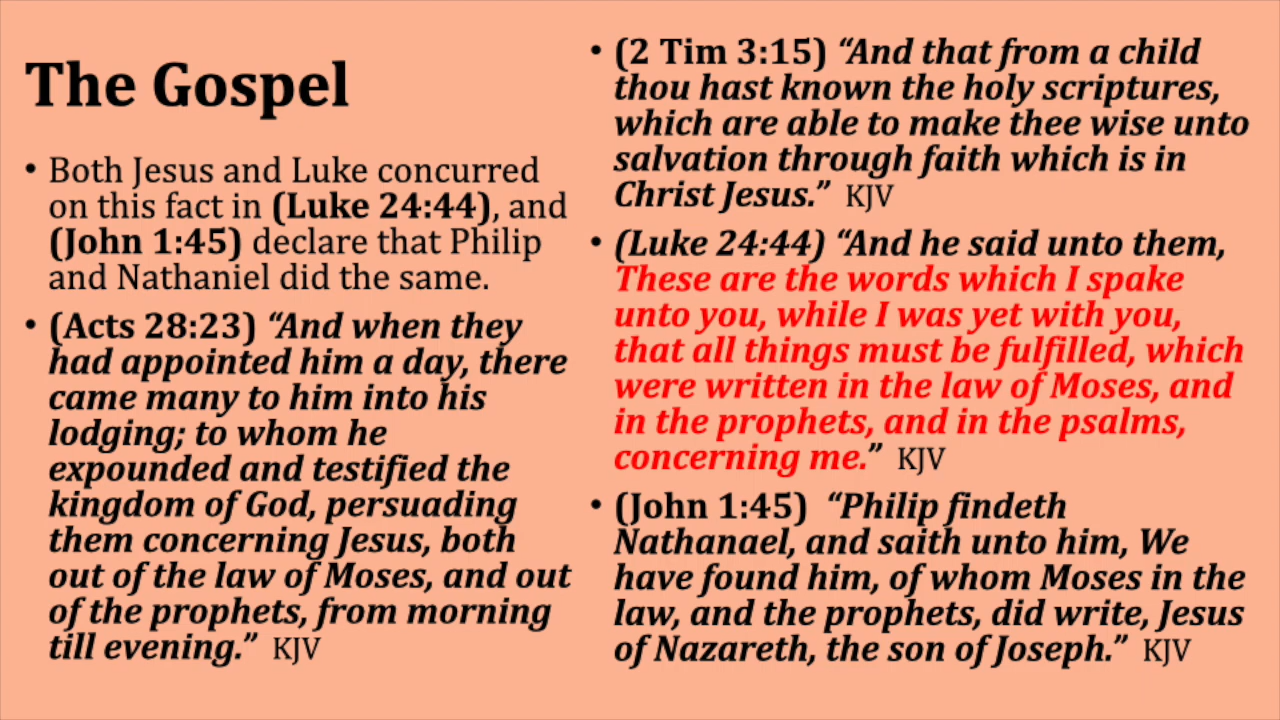 The Gospel
• Both Jesus and Luke concurred
on this fact in (Luke 24:44), and
(John 1:45) declare that Philip
and Nathaniel did the same.
• (Acts 28:23) “And when they
had appointed him a day, there
came many to him into his
lodging; to whom he
expounded and testified the
kingdom of God, persuading
them concerning Jesus, both
out of the law of Moses, and out
of the prophets, from morning
till evening.” KJV
• (2 Tim 3:15) “And that from a child
thou hast known the holy scriptures,
which are able to make thee wise unto
salvation through faith which is in
Christ Jesus.” KJV
• (Luke 24:44) “And he said unto them,
These are the words which I spake
unto you, while I was yet with you,
that all things must be fulfilled, which
were written in the law of Moses, and
in the prophets, and in the psalms,
concerning me.” KJV
• (John 1:45) “Philip findeth
Nathanael, and saith unto him, We
have found him, of whom Moses in the
law, and the prophets, did write, Jesus
of Nazareth, the son of Joseph.” KJV